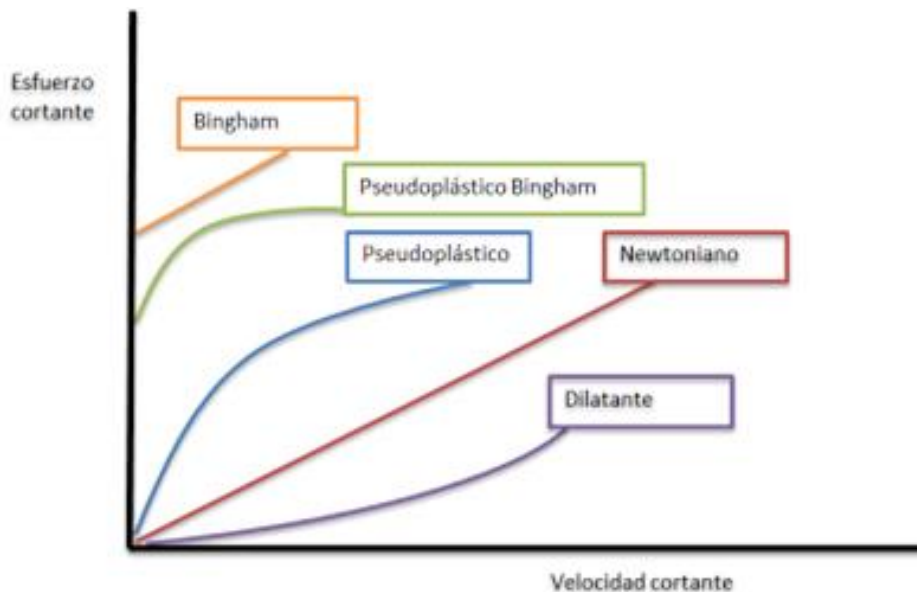 Esfuerzo
cortante
Bingham
Pseudoplástico Bingham
Pseudoplástico
Newtoniano
Dilatante
Velocidad cortante